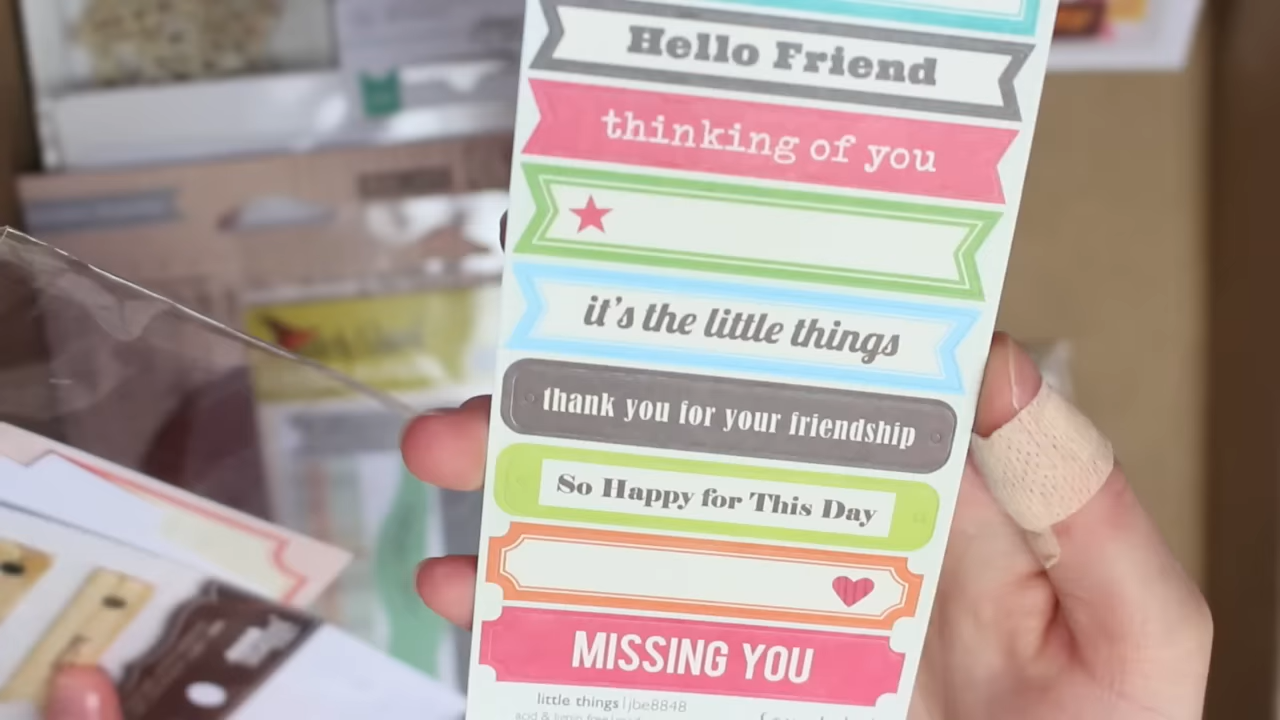 Hello Friend
thinking of you
it's the little things
thank you for your friendship
So Happy for This Day
MISSING YOU
little things | jbe8848